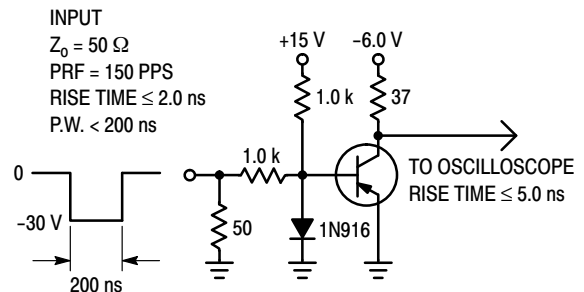 INPUT
Zo = 50 Ω
PRF = 150 PPS
RISE TIME ≤ 2.0 ns
P.W. < 200 ns
+15 V
−6.0 V
1.0 k
37
1.0 k
TO OSCILLOSCOPE
RISE TIME ≤ 5.0 ns
0
−30 V
50
1N916
200 ns